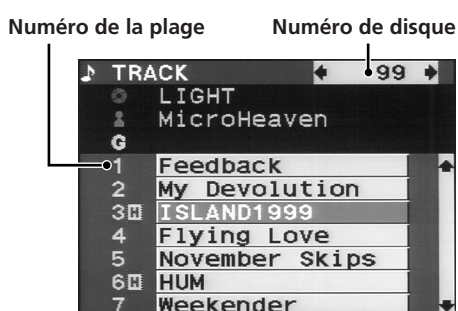 Numéro de la plage
Numéro de disque
TRACK 99
LIGHT
MicroHeaven
G
1 Feedback
2 My Devolution
3 H ISLAND1999
4 Flying Love
5 November Skips
6 H HUM
7 Weekender